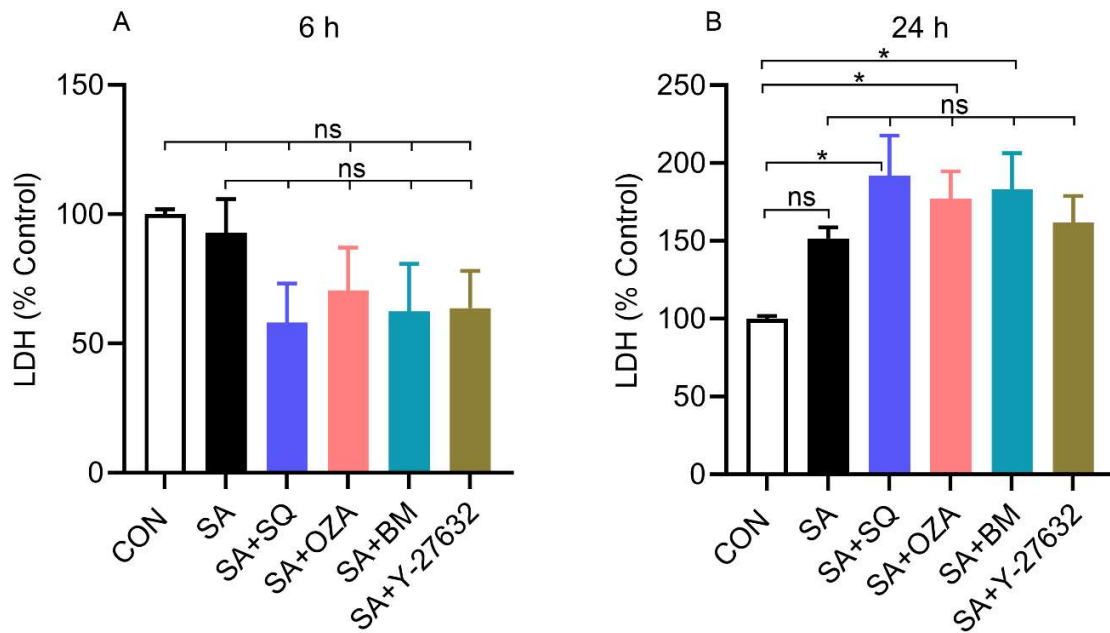 A
6 h
LDH (% Control)
150
100
50
0
ns
ns
CON
SA
SA+SQ
SA+OZA
SA+BM
SA+Y-27632
B
24 h
LDH (% Control)
250
200
150
100
50
0
*
*
ns
*
ns
CON
SA
SA+SQ
SA+OZA
SA+BM
SA+Y-27632